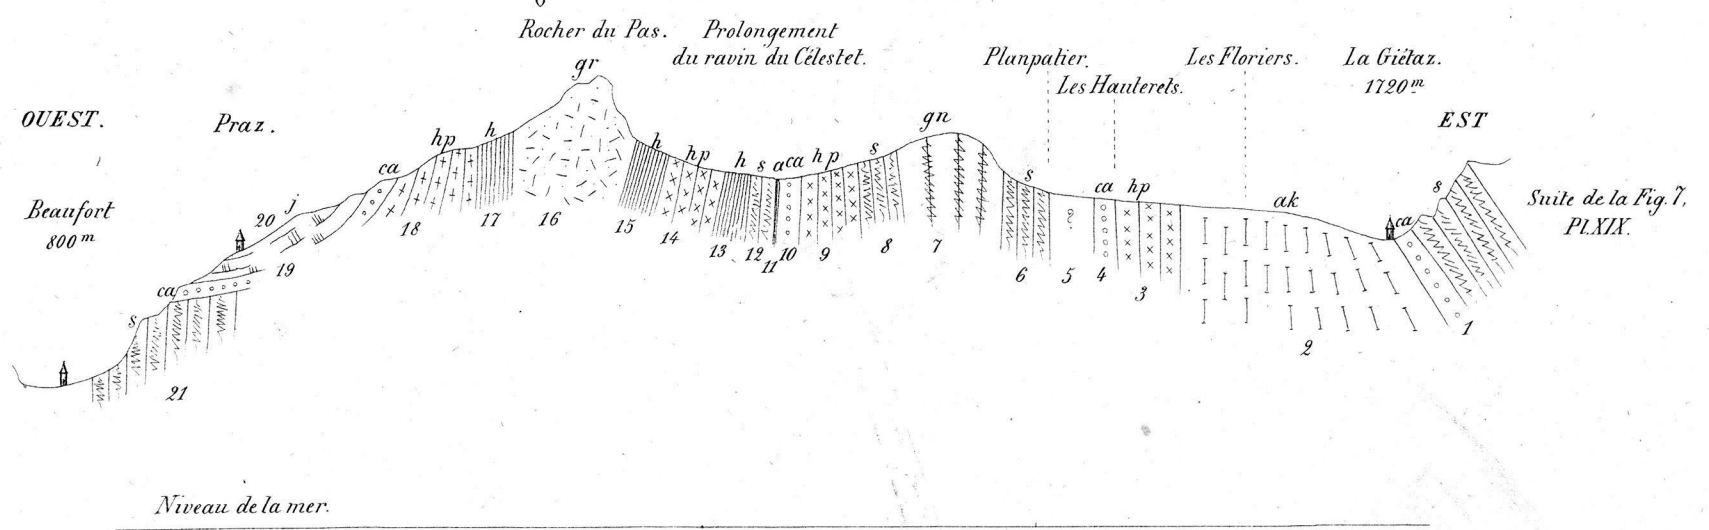 Rocher du Pas. Prolongement
du ravin du Célestet.
Planpatier. Les Floriers. La Giétaz.
Les Hauterets. 1720 m
gr
OUEST. Praz. gn EST
hp h h hp h s a ca hp s
ca s ca hp s
Beaufort 20 j ak Suite de la Fig. 7,
800 m ca Pl. XIX.
18 17 16 15 14 13 12 11 10 9 8 7
19 6 5 4 3
ca
s 1
2
21
Niveau de la mer.